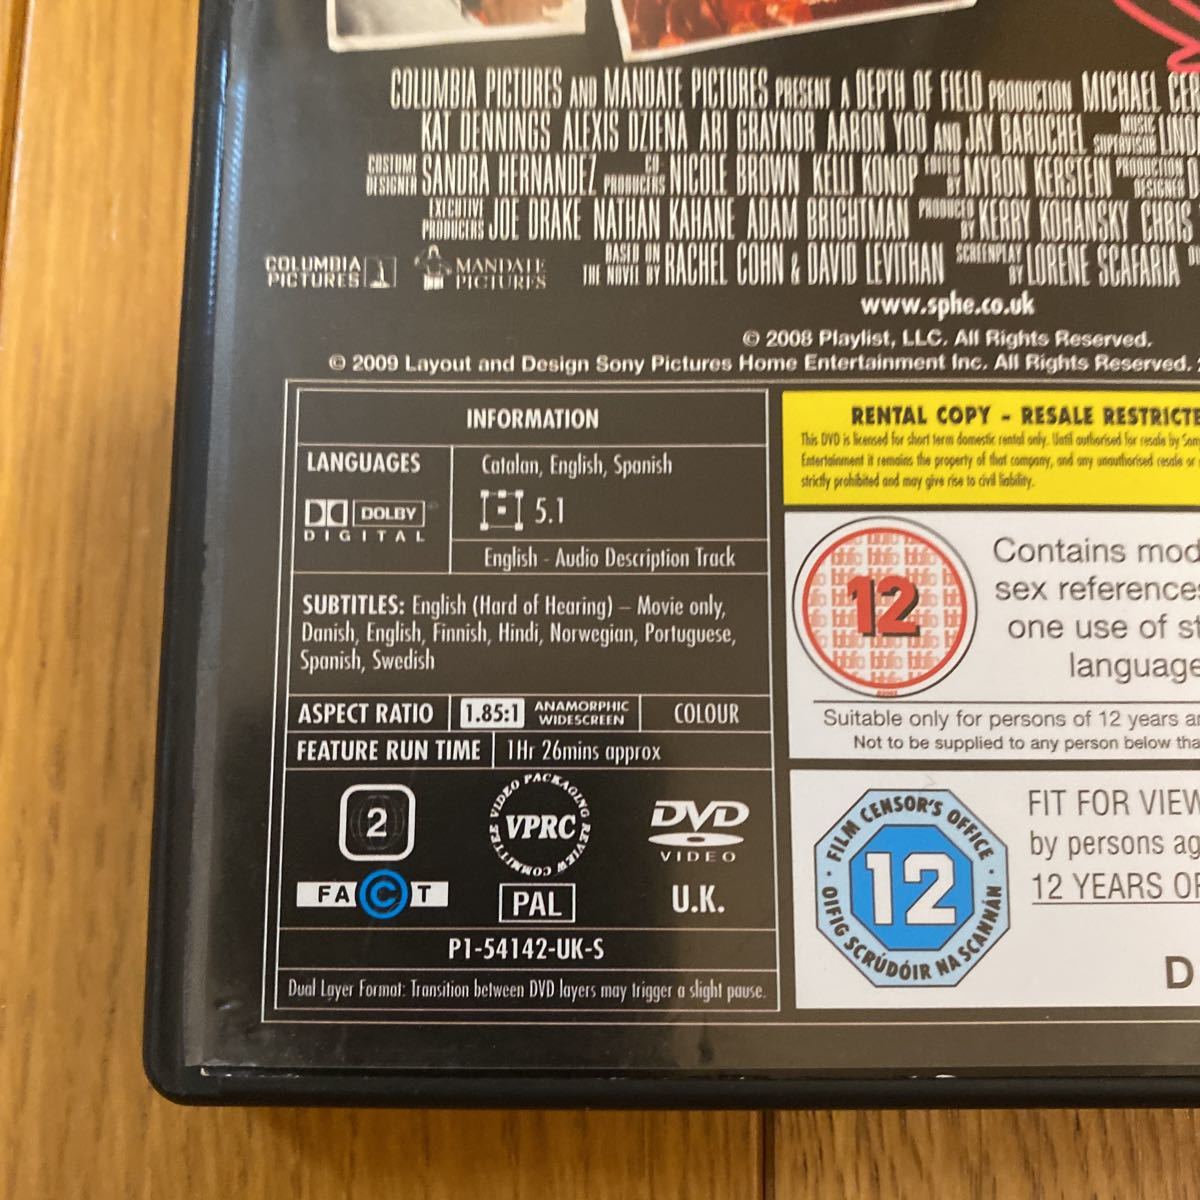 COLUMBIA PICTURES AND MANDATE PICTURES PRESENT A DEPTH OF FIELD PRODUCTION MICHAEL CER
KAT DENNINGS ALEXIS DZIENA ARI GRAYNOR AARON YOO AND JAY BARUCHEL MUSIC SUPERVISOR LINDA
COSTUME DESIGNER SANDRA HERNANDEZ CO-PRODUCERS NICOLE BROWN KELLI KONOP EDITED BY MYRON KERSTEIN PRODUCTION DESIGNER
EXECUTIVE PRODUCERS JOE DRAKE NATHAN KAHANE ADAM BRIGHTMAN PRODUCED BY KERRY KOHANSKY CHRIS
COLUMBIA PICTURES MANDATE PICTURES BASED ON THE NOVEL BY RACHEL COHN & DAVID LEVITHAN SCREENPLAY BY LORENE SCAFARIA
www.sphe.co.uk
© 2008 Playlist, LLC. All Rights Reserved.
© 2009 Layout and Design Sony Pictures Home Entertainment Inc. All Rights Reserved.
INFORMATION
LANGUAGES
Catalan, English, Spanish
DOLBY
DIGITAL
5.1
English - Audio Description Track
SUBTITLES: English (Hard of Hearing) – Movie only,
Danish, English, Finnish, Hindi, Norwegian, Portuguese,
Spanish, Swedish
ASPECT RATIO 1.85:1 ANAMORPHIC WIDESCREEN COLOUR
FEATURE RUN TIME 1Hr 26mins approx
2
VIDEO PACKAGING REVIEW COMMITTEE
VPRC
DVD
VIDEO
FACT
PAL
U.K.
P1-54142-UK-S
Dual Layer Format: Transition between DVD layers may trigger a slight pause.
RENTAL COPY - RESALE RESTRICTE
This DVD is licensed for short term domestic rental only. Until authorised for resale by Son
Entertainment it remains the property of that company, and any unauthorised resale or
strictly prohibited and may give rise to civil liability.
bbfc
12
Contains mod
sex references
one use of st
language
Suitable only for persons of 12 years a
Not to be supplied to any person below tha
FILM CENSOR'S OFFICE
12
OIFIG SCRÚDÓIR NA SCANNÁN
FIT FOR VIEW
by persons ag
12 YEARS OR
D